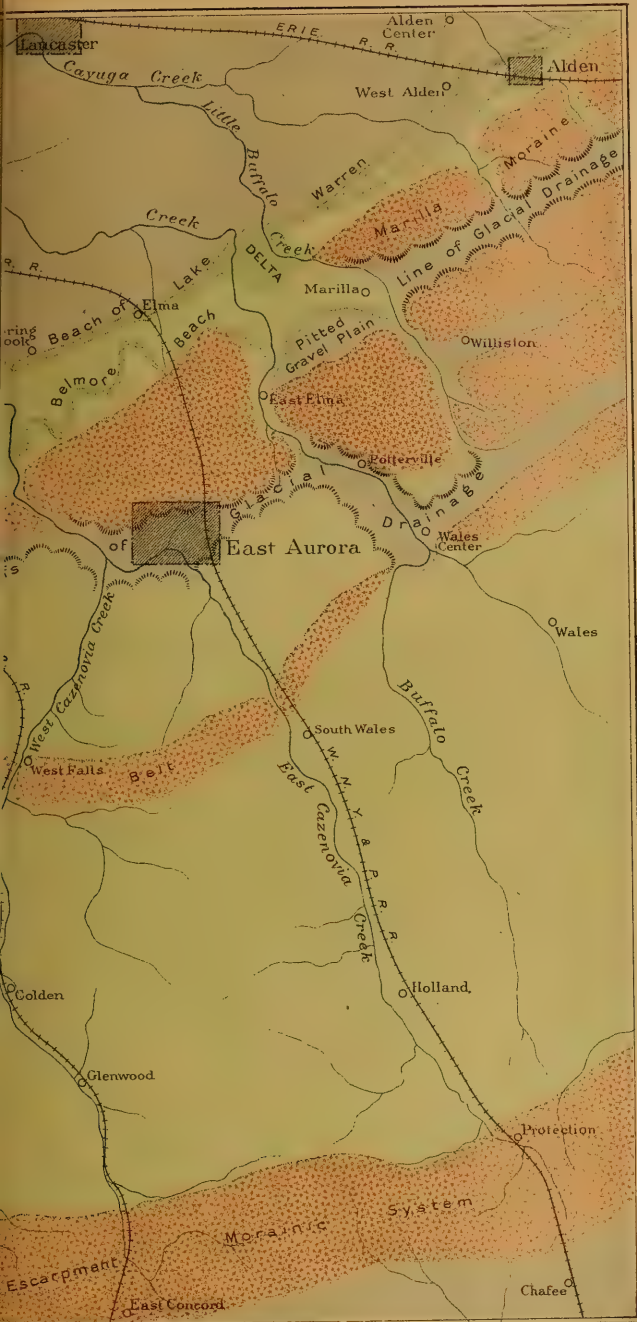 Alden
Center
ERIE R. R.
Lancaster
Alden
Cayuga Creek
West Alden
Little Buffalo Creek
Warren
Moraine
Marilla
Line of Glacial Drainage
Creek
Lake
DELTA
Marilla
R. R.
Beach of
Elma
Beach
Pitted
Gravel Plain
Williston
Belmore
East Elma
Potterville
Glacial
Drainage
of
East Aurora
Wales
Center
Wales
West Cazenovia Creek
R.
Buffalo Creek
South Wales
West Falls
Belt
W. N. Y. & P. R. R.
East Cazenovia Creek
Colden
Holland
Glenwood
Protection
Morainic System
Escarpment
Chafee
East Concord